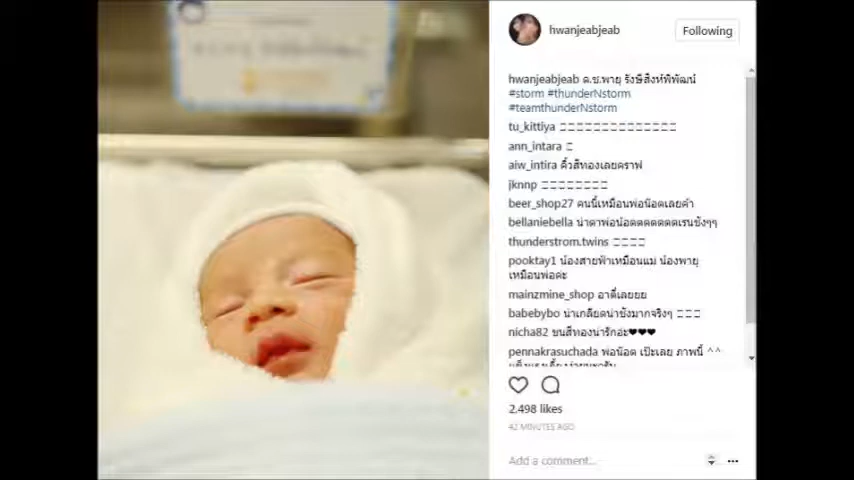 hwanjeabjeab
Following
hwanjeabjeab ด.ช.พายุ รังษีสิงห์พิพัฒน์
#storm #thunderNstorm
#teamthunderNstorm
tu_kittiya
ann_intara
aiw_intira คิ้วสีทองเลยคราฟ
jknnp
beer_shop27 คนนี้เหมือนพ่อน๊อตเลยค้า
bellaniebella น่าตาพ่อน้อตตตตตตตเรนชังๆๆ
thunderstrom.twins
pooktay1 น้องสายฟ้าเหมือนแม่ น้องพายุ
เหมือนพ่อค่ะ
mainzmine_shop อาตี๋เลยยย
babebybo น่าเกลียดน่าชังมากจริงๆ
nicha82 ขนสีทองน่ารักอ่ะ♥♥♥
pennakrasuchada พ่อน๊อต เป๊ะเลย ภาพนี้ ^^
2,498 likes
42 MINUTES AGO
Add a comment...